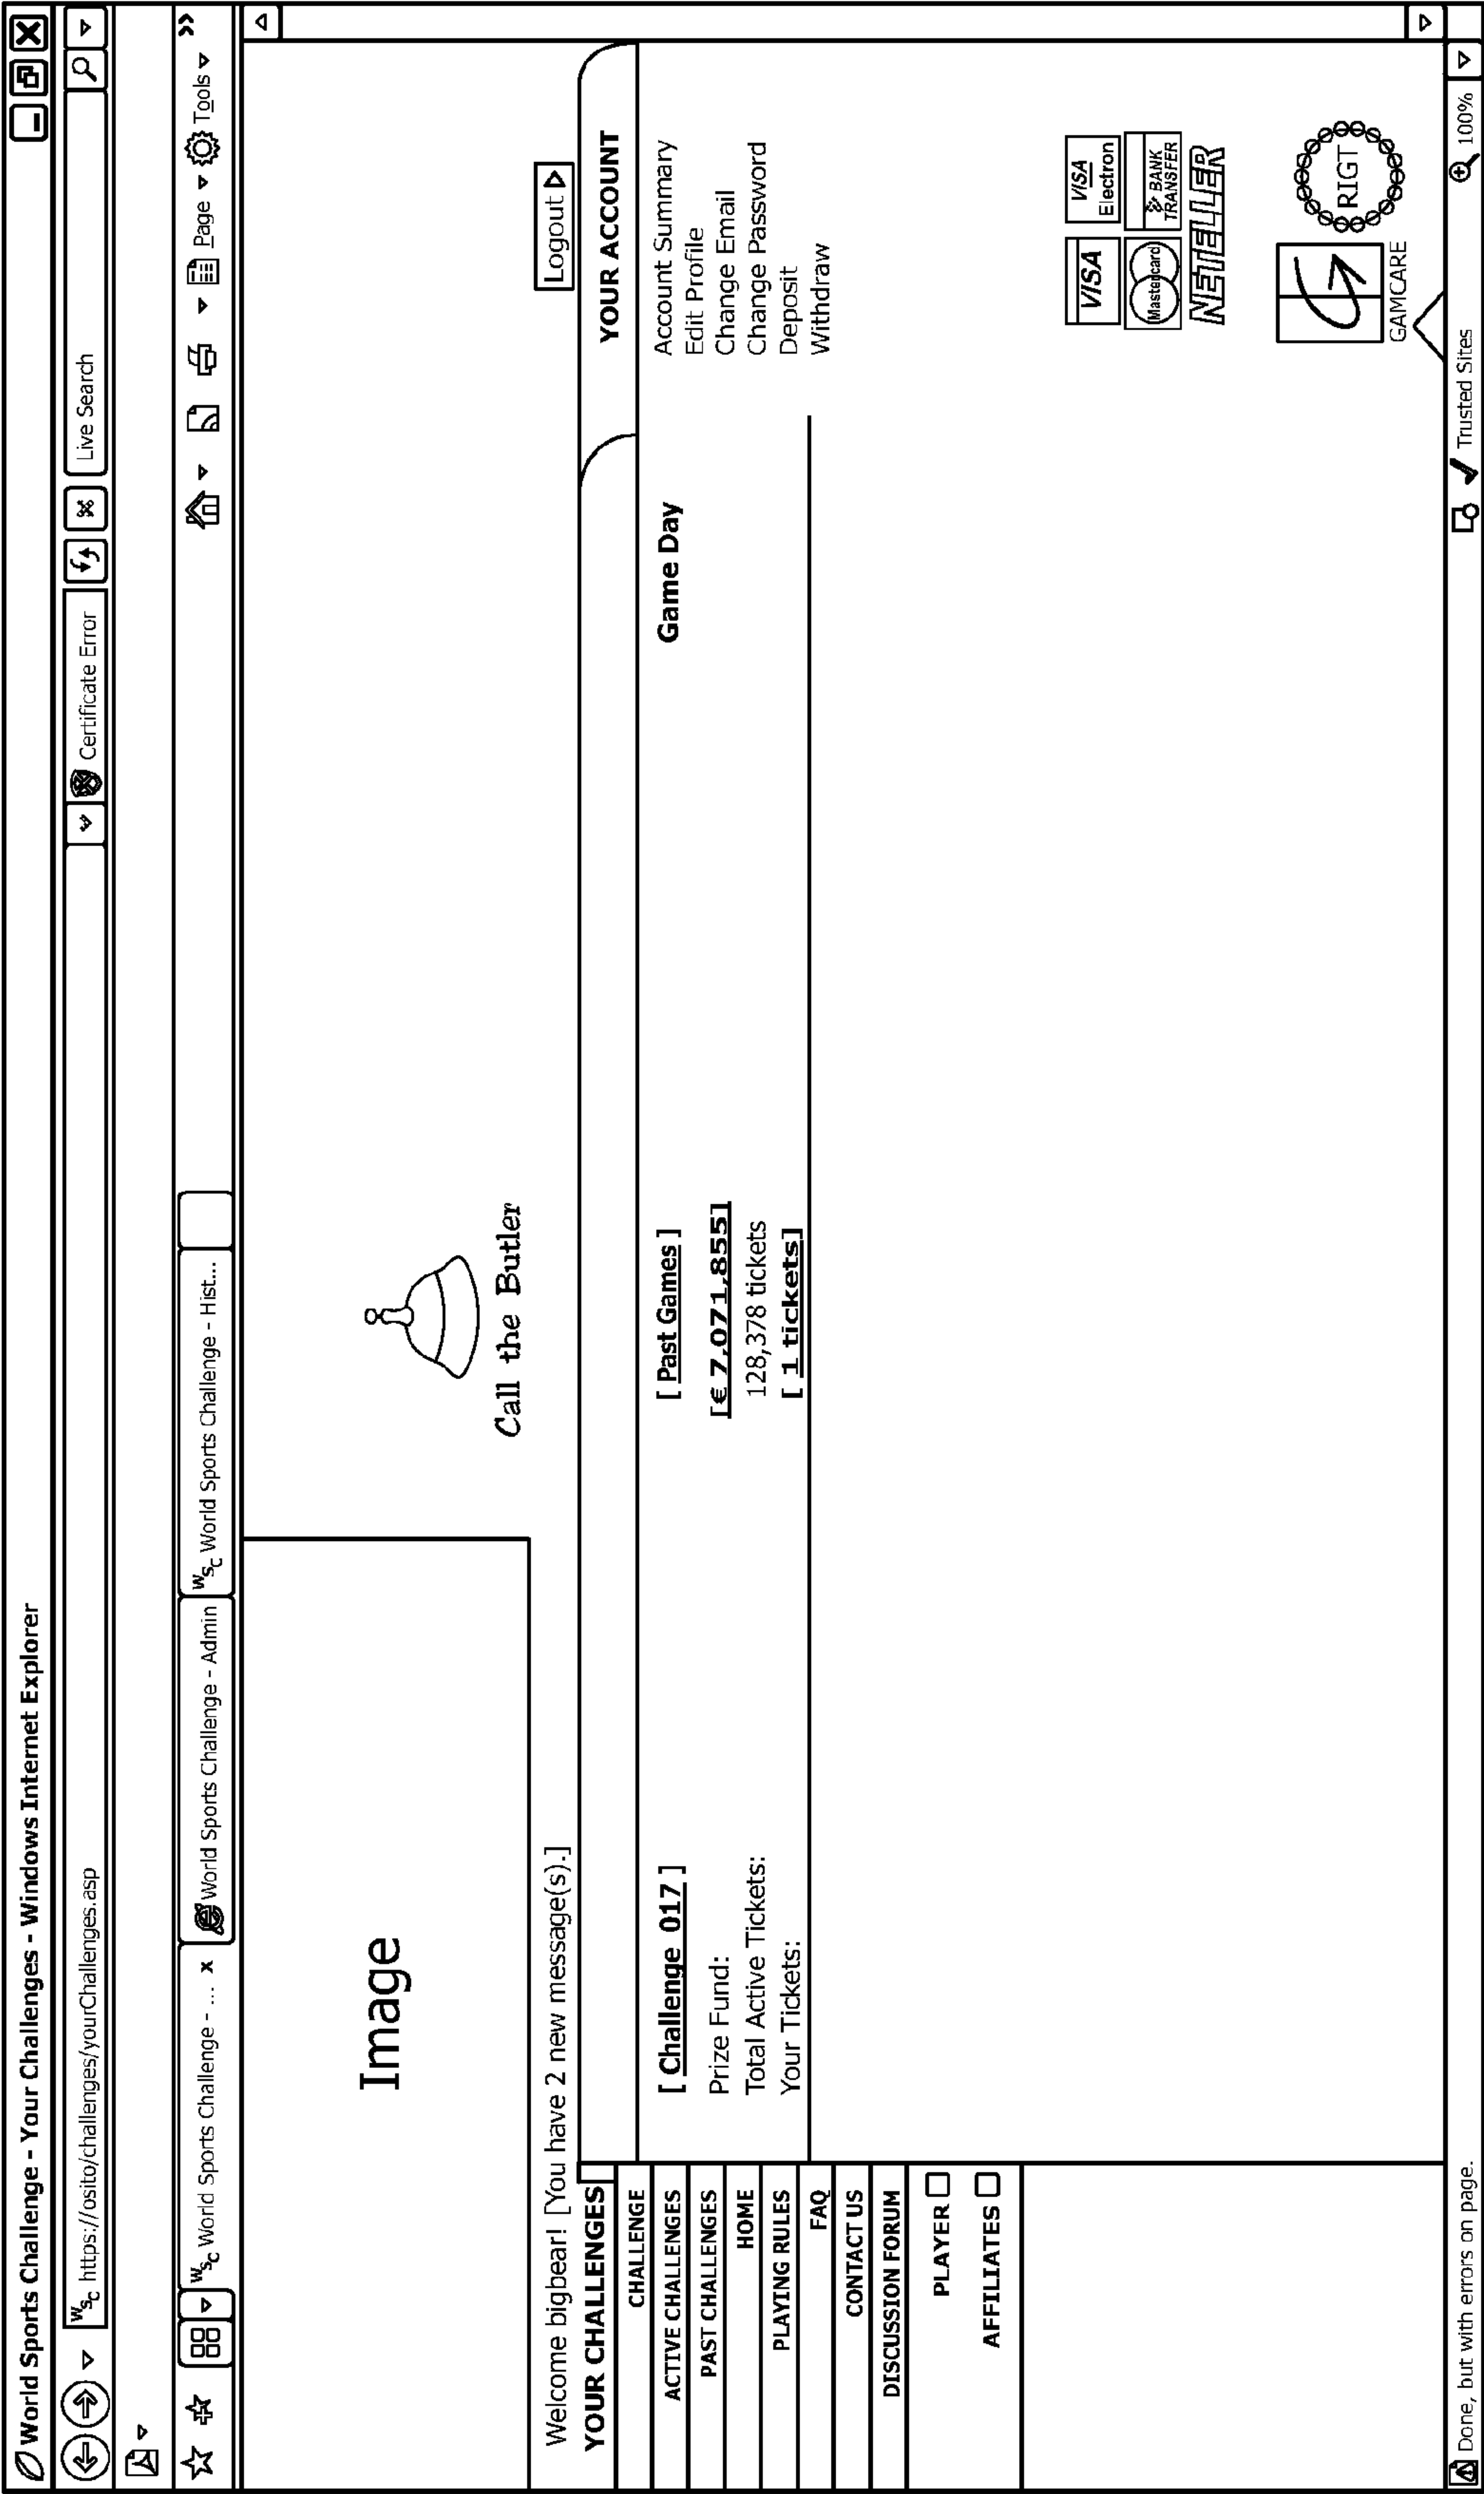 World Sports Challenge - Your Challenges - Windows Internet Explorer
WSC https://osito/challenges/yourChallenges.asp
Certificate Error
Live Search
WSC World Sports Challenge - ... x
World Sports Challenge - Admin
WSC World Sports Challenge - Hist...
Page
Tools
Image
Call the Butler
Welcome bigbear! [You have 2 new message(s).]
Logout
YOUR CHALLENGES
CHALLENGE
ACTIVE CHALLENGES
PAST CHALLENGES
HOME
PLAYING RULES
FAQ
CONTACT US
DISCUSSION FORUM
PLAYER
AFFILIATES
[ Challenge 017 ]
[ Past Games ]
Game Day
Prize Fund:
[€ 7,071,855]
Total Active Tickets:
128,378 tickets
Your Tickets:
[ 1 tickets]
YOUR ACCOUNT
Account Summary
Edit Profile
Change Email
Change Password
Deposit
Withdraw
VISA
VISA
Electron
Mastercard
BANK
TRANSFER
NETELLER
GAMCARE
RIGT
Done, but with errors on page.
Trusted Sites
100%